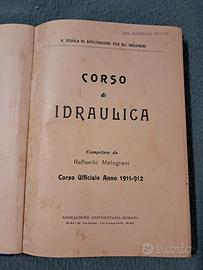 R. SCUOLA DI APPLICAZIONE PER GLI INGEGNERI
CORSO
di
IDRAULICA
Compilato da
Raffaello Melograni
Corso Ufficiale Anno 1911-912
ASSOCIAZIONE UNIVERSITARIA ROMANA
subito